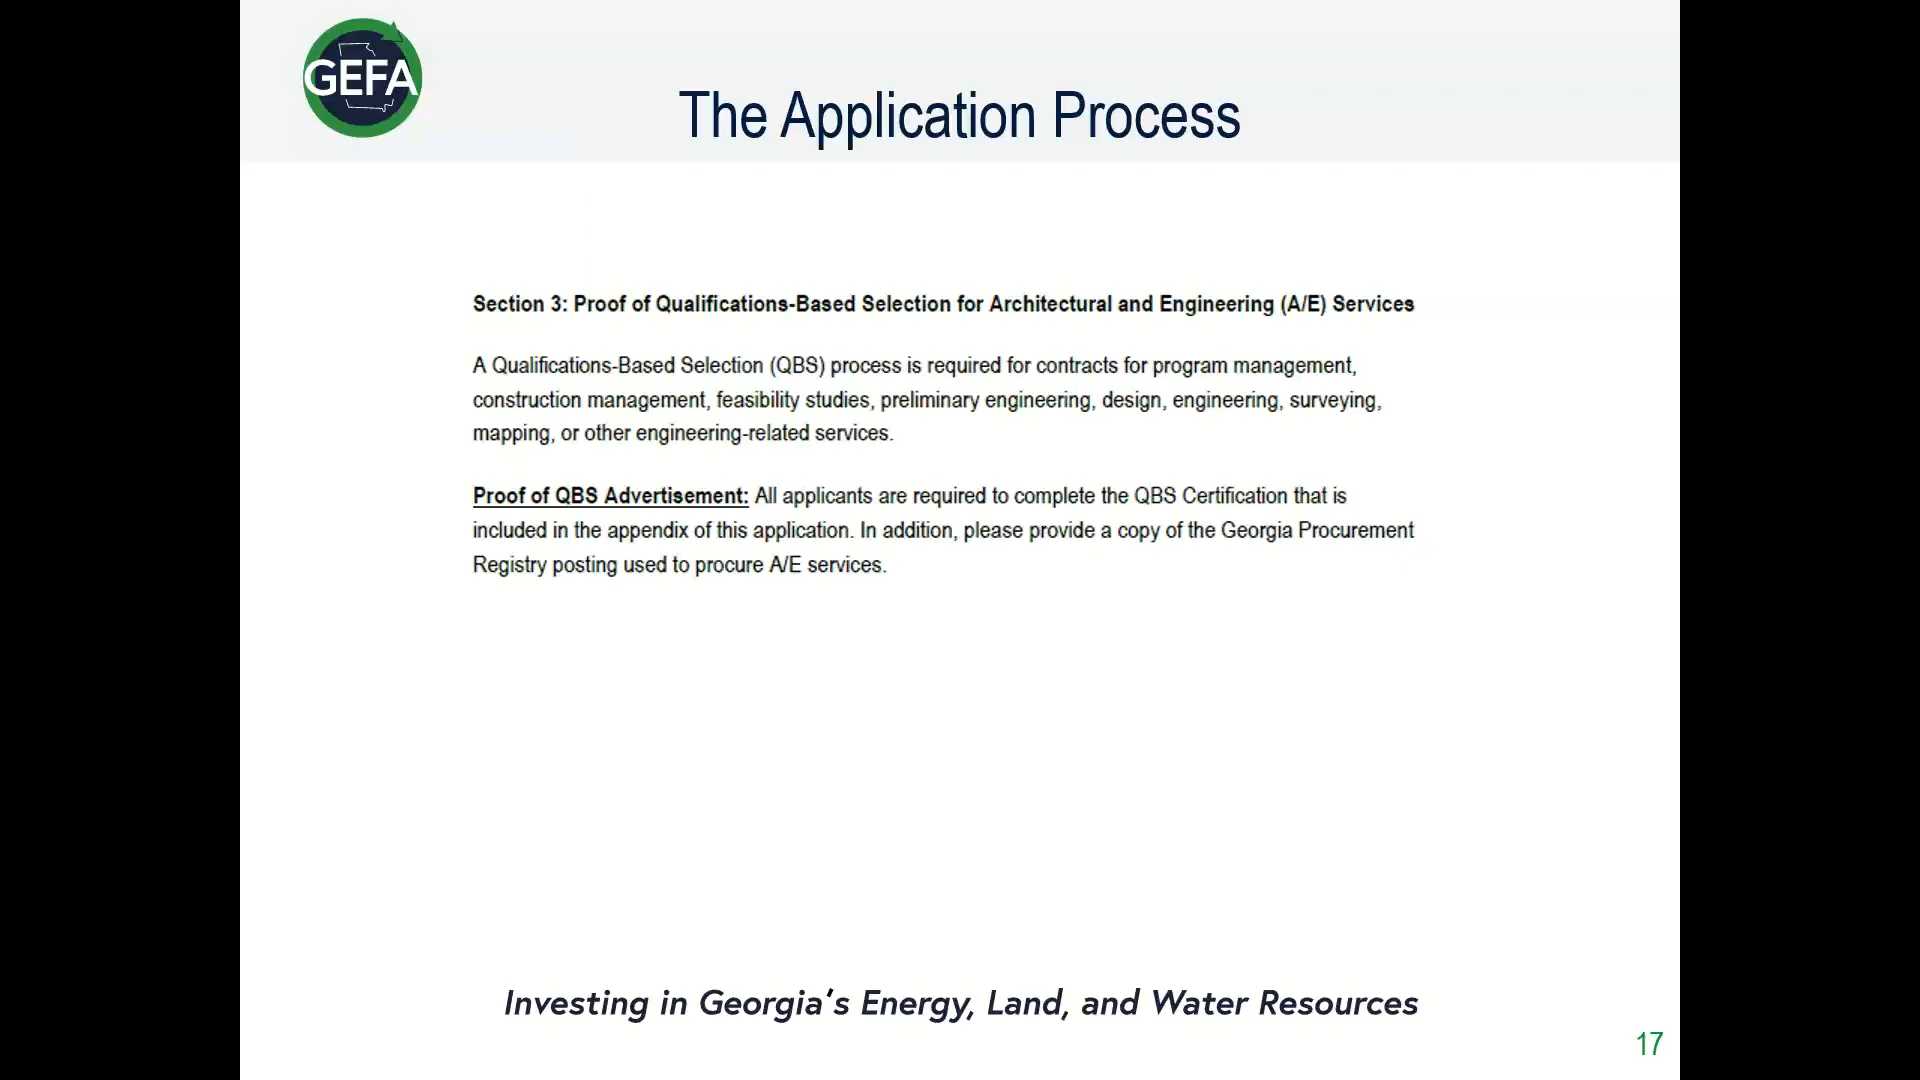 GEFA
The Application Process
Section 3: Proof of Qualifications-Based Selection for Architectural and Engineering (A/E) Services
A Qualifications-Based Selection (QBS) process is required for contracts for program management,
construction management, feasibility studies, preliminary engineering, design, engineering, surveying,
mapping, or other engineering-related services.
Proof of QBS Advertisement: All applicants are required to complete the QBS Certification that is
included in the appendix of this application. In addition, please provide a copy of the Georgia Procurement
Registry posting used to procure A/E services.
Investing in Georgia's Energy, Land, and Water Resources
17